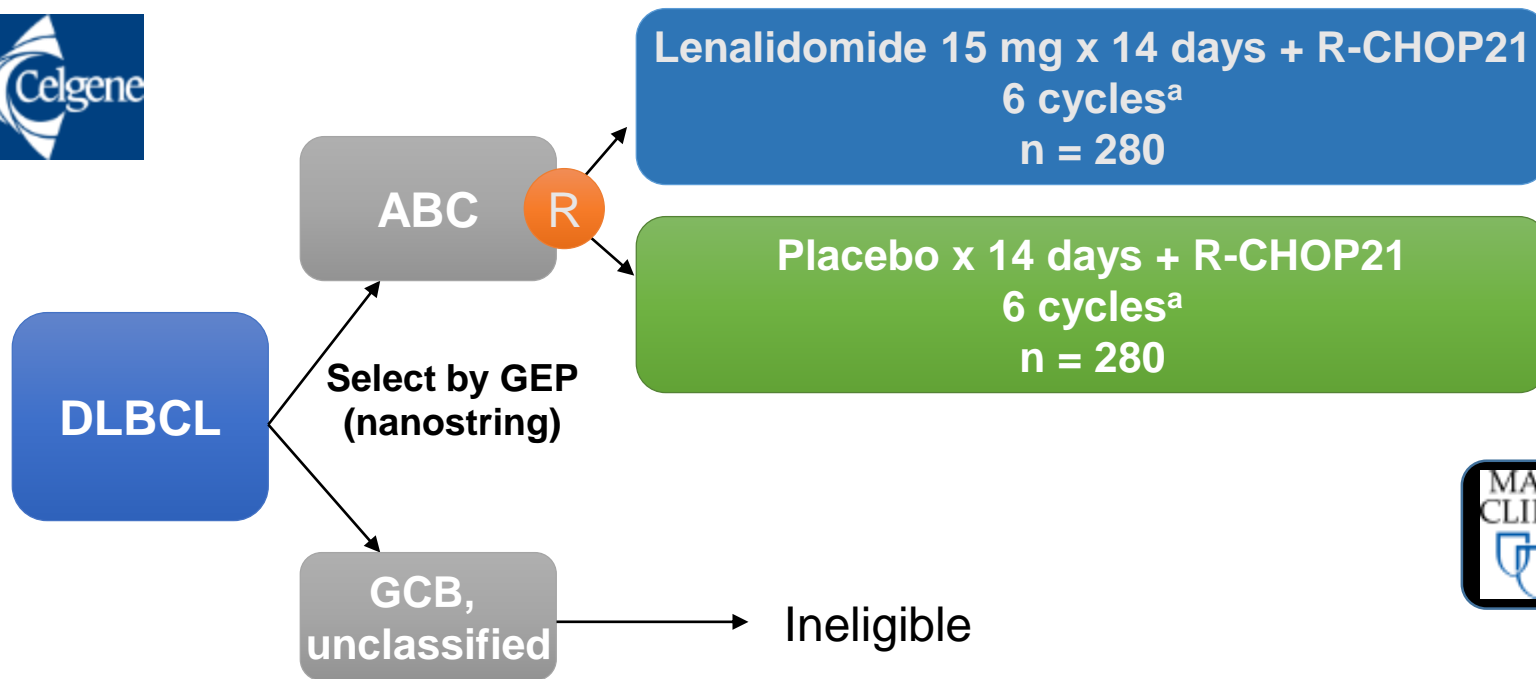 Celgene
Lenalidomide 15 mg x 14 days + R-CHOP21
6 cyclesᵃ
n = 280
ABC
R
Placebo x 14 days + R-CHOP21
6 cyclesᵃ
n = 280
Select by GEP
(nanostring)
DLBCL
GCB,
unclassified
Ineligible